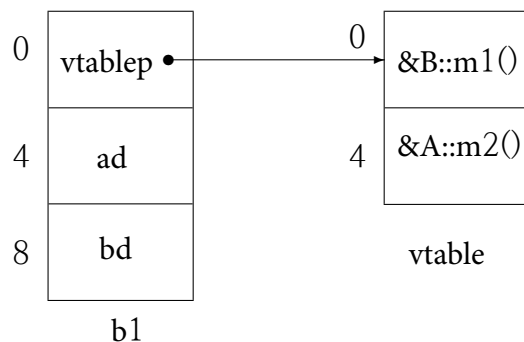 0 vtablep 0 &B::m1()
4 ad 4 &A::m2()
8 bd vtable
b1